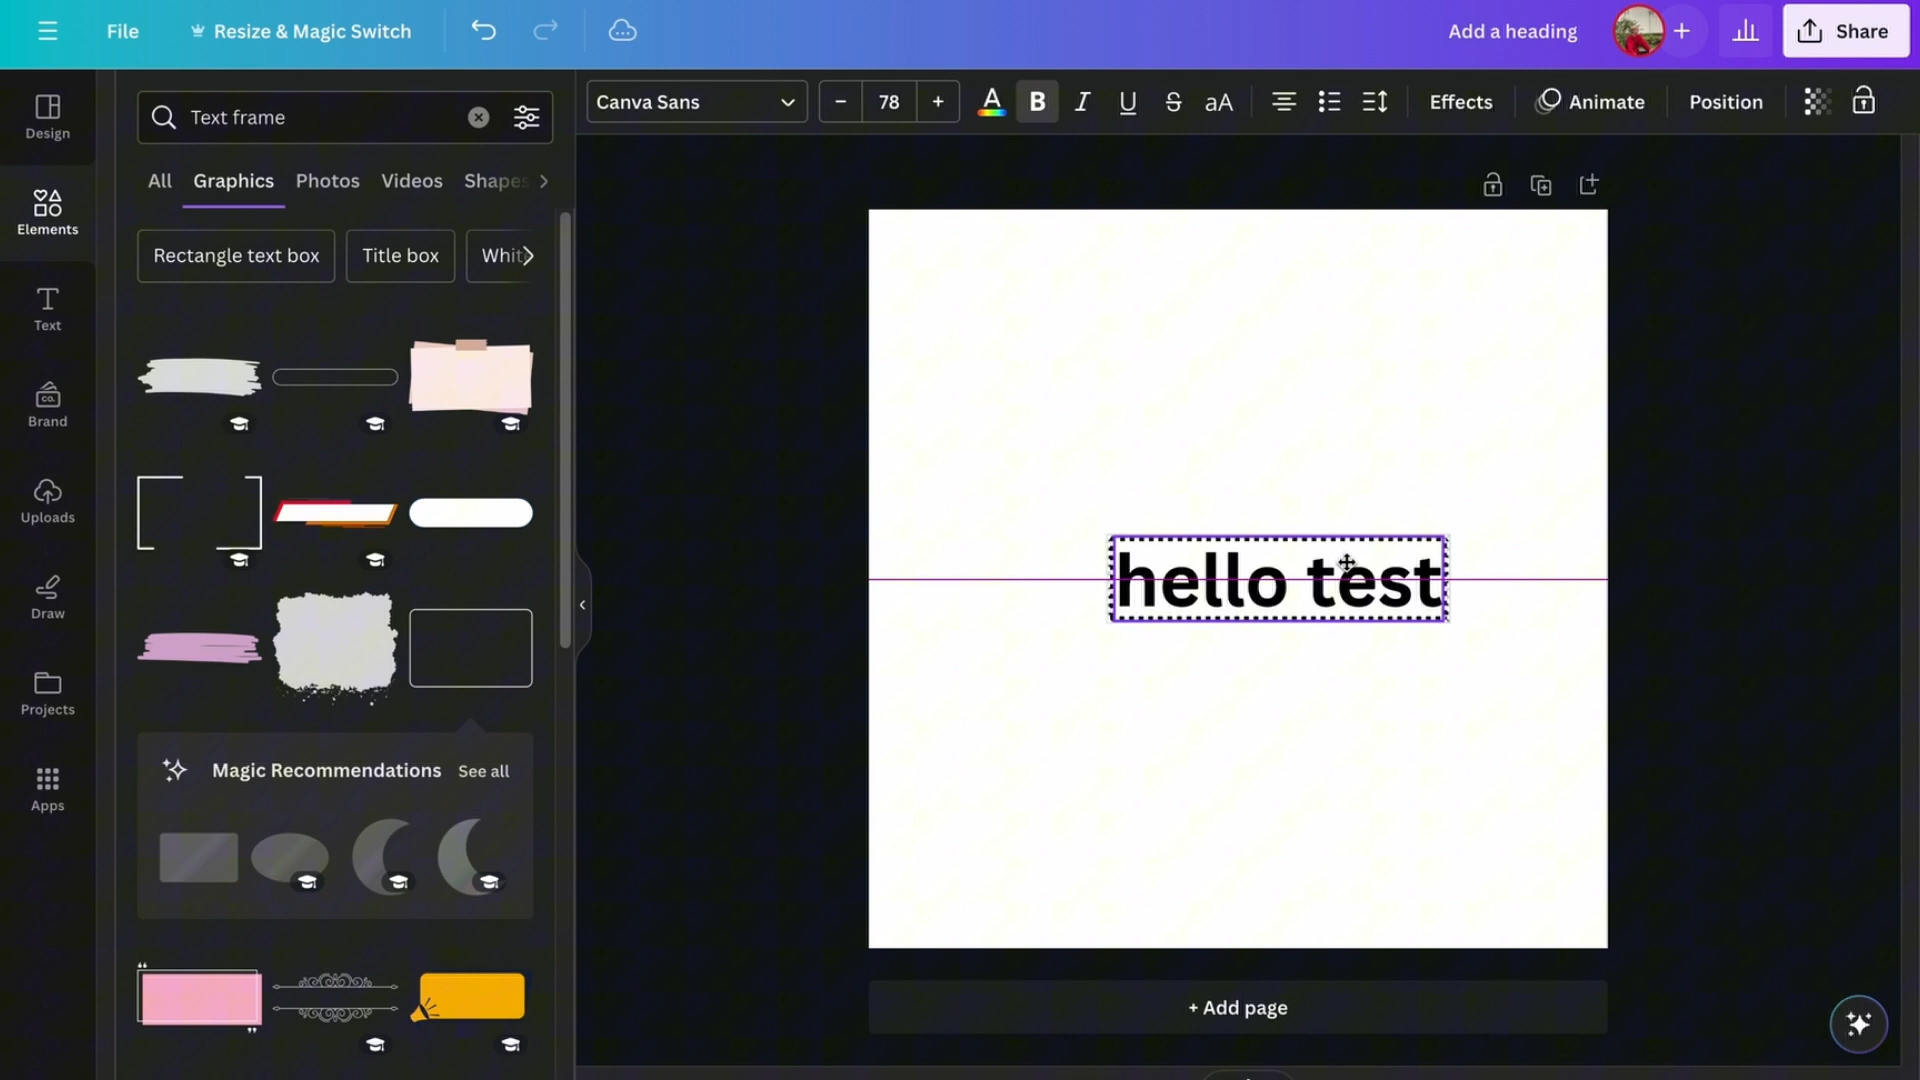 File
Resize & Magic Switch
Add a heading
Share
Design
Elements
Text
Brand
CO.
Uploads
Draw
Projects
Apps
Text frame
All Graphics Photos Videos Shapes
Rectangle text box Title box Whit
Magic Recommendations See all
Canva Sans
78
A B I U S aA
Effects Animate Position
hello test
+ Add page